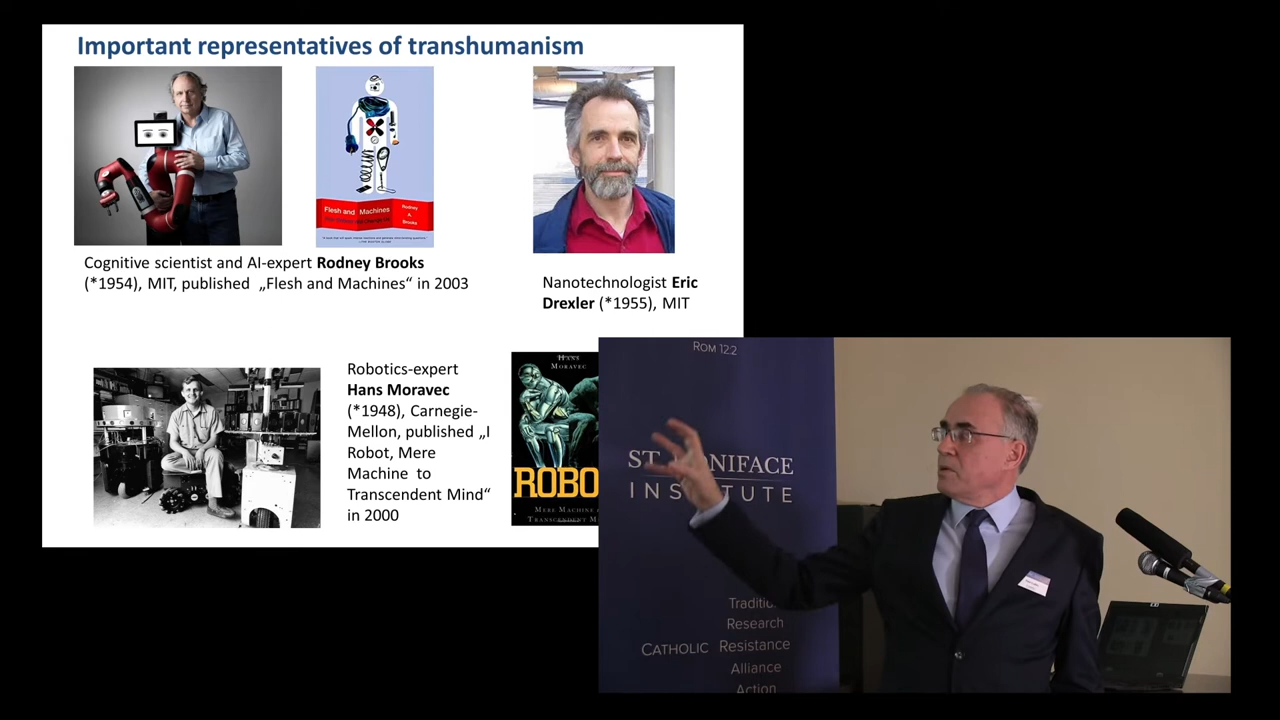 Important representatives of transhumanism
Flesh and Machines
Rodney
A.
Brooks
Cognitive scientist and AI-expert Rodney Brooks
(*1954), MIT, published „Flesh and Machines“ in 2003
Nanotechnologist Eric
Drexler (*1955), MIT
Robotics-expert
Hans Moravec
(*1948), Carnegie-
Mellon, published „I
Robot, Mere
Machine to
Transcendent Mind“
in 2000
HANS
MORAVEC
ROBO
MERE MACHINE
TRANSCENDENT M
ROM 12:2
ST. BONIFACE
INSTITUTE
Traditio
Research
CATHOLIC Resistance
Alliance
Action